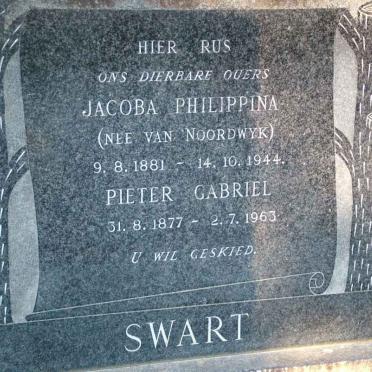 HIER RUS
ONS DIERBARE OUERS
JACOBA PHILIPPINA
(NEE VAN NOORDWYK)
9. 8. 1881 - 14. 10. 1944.
PIETER GABRIEL
31. 8. 1877 - 2. 7. 1963
U WIL GESKIED.
SWART